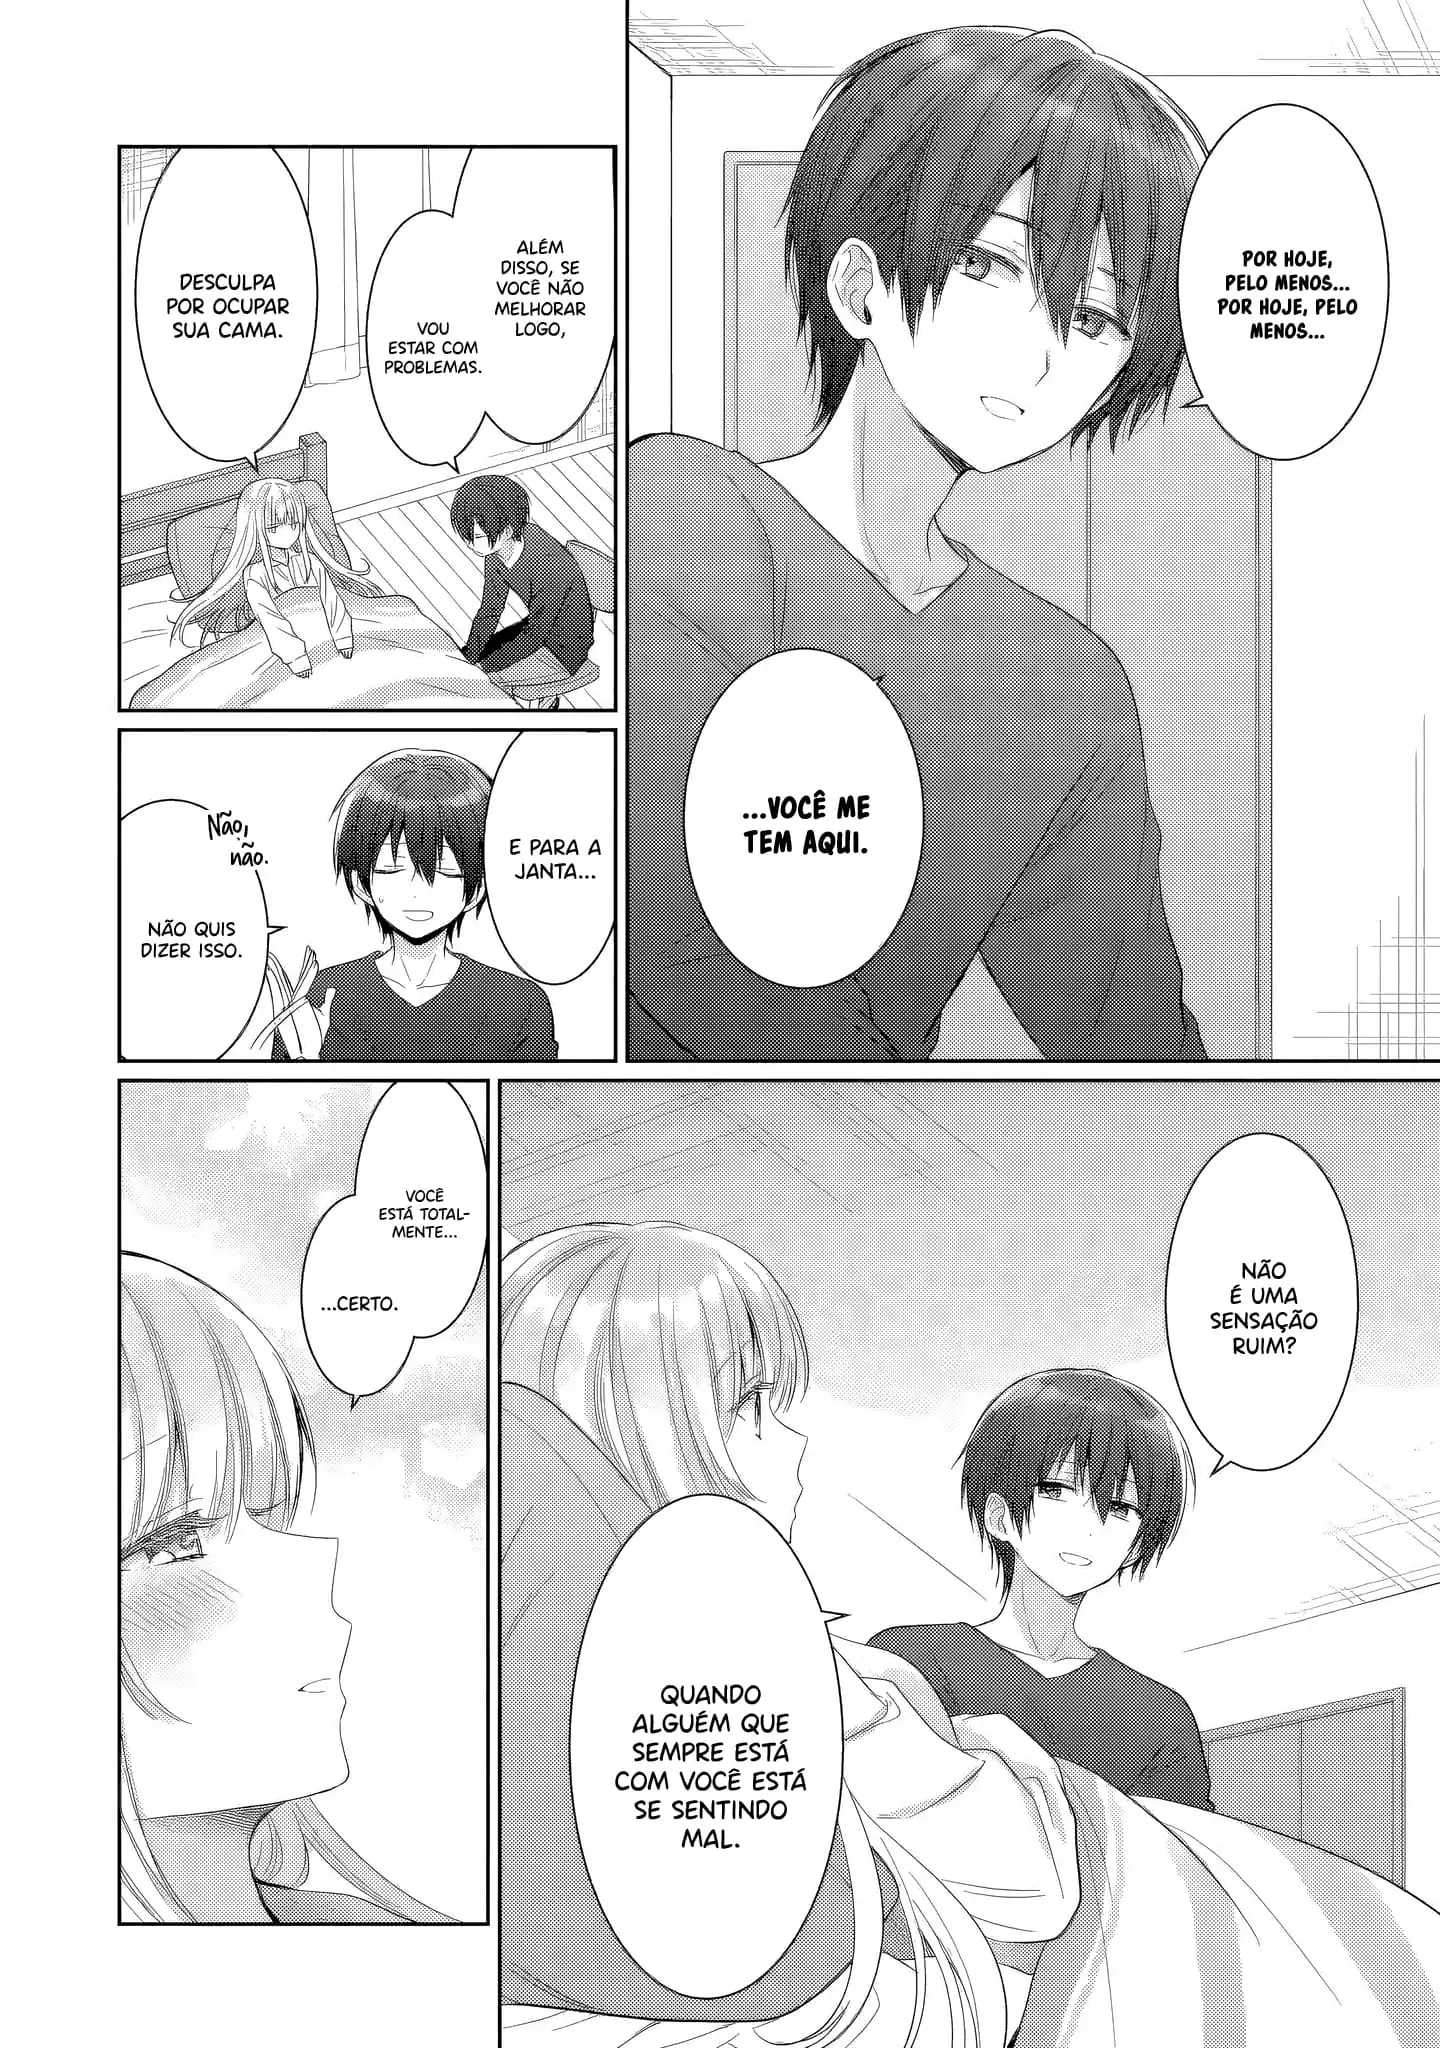 POR HOJE,
PELO MENOS...
POR HOJE, PELO
MENOS...
...VOCÊ ME
TEM AQUI.
ALÉM
DISSO, SE
VOCÊ NÃO
MELHORAR
LOGO,
VOU
ESTAR COM
PROBLEMAS.
DESCULPA
POR OCUPAR
SUA CAMA.
E PARA A
JANTA...
Não,
não.
NÃO QUIS
DIZER ISSO.
NÃO
É UMA
SENSAÇÃO
RUIM?
QUANDO
ALGUÉM QUE
SEMPRE ESTÁ
COM VOCÊ ESTÁ
SE SENTINDO
MAL.
VOCÊ
ESTÁ TOTAL-
MENTE...
...CERTO.